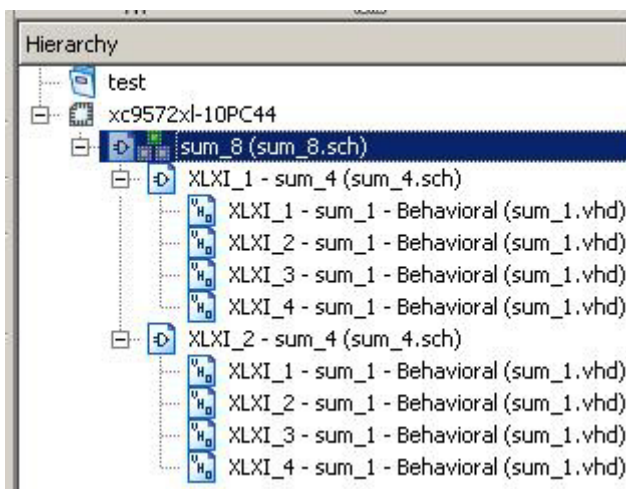 Hierarchy
test
xc9572xl-10PC44
sum_8 (sum_8.sch)
XLXI_1 - sum_4 (sum_4.sch)
XLXI_1 - sum_1 - Behavioral (sum_1.vhd)
XLXI_2 - sum_1 - Behavioral (sum_1.vhd)
XLXI_3 - sum_1 - Behavioral (sum_1.vhd)
XLXI_4 - sum_1 - Behavioral (sum_1.vhd)
XLXI_2 - sum_4 (sum_4.sch)
XLXI_1 - sum_1 - Behavioral (sum_1.vhd)
XLXI_2 - sum_1 - Behavioral (sum_1.vhd)
XLXI_3 - sum_1 - Behavioral (sum_1.vhd)
XLXI_4 - sum_1 - Behavioral (sum_1.vhd)